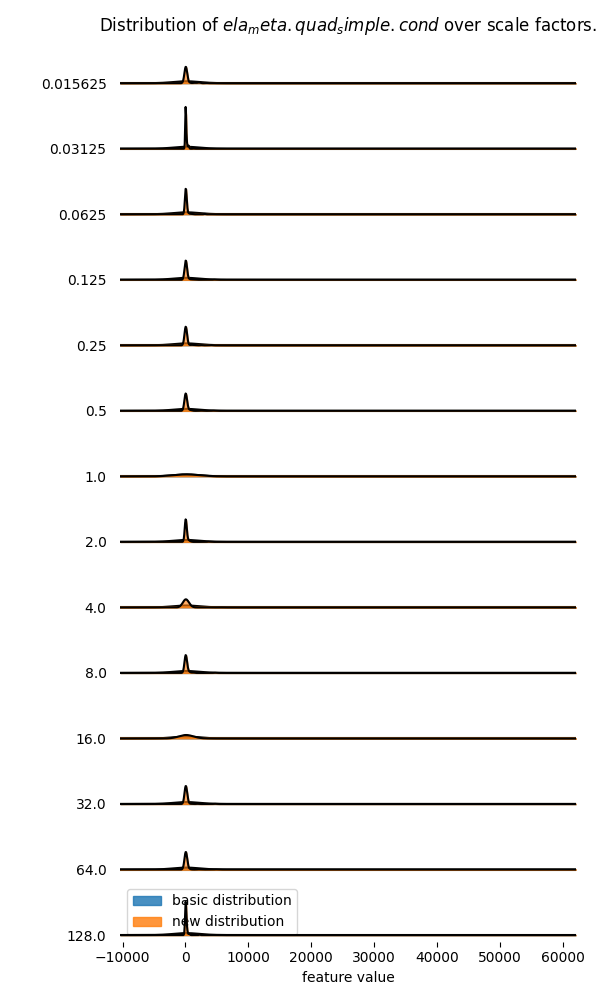 Distribution of ela_meta.quad_simple.cond over scale factors.
0.015625
0.03125
0.0625
0.125
0.25
0.5
1.0
2.0
4.0
8.0
16.0
32.0
64.0
basic distribution
new distribution
128.0
−10000 0 10000 20000 30000 40000 50000 60000
feature value